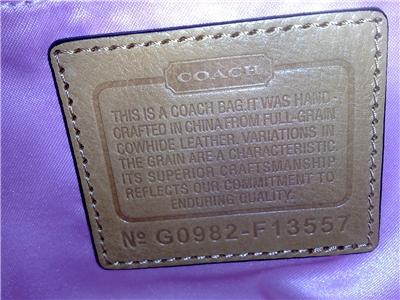 COACH
THIS IS A COACH BAG.IT WAS HAND-
CRAFTED IN CHINA FROM FULL-GRAIN
COWHIDE LEATHER. VARIATIONS IN
THE GRAIN ARE A CHARACTERISTIC.
ITS SUPERIOR CRAFTSMANSHIP
REFLECTS OUR COMMITMENT TO
ENDURING QUALITY.
Nº G0982-F13557